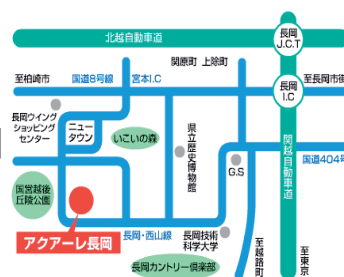 北越自動車道
長岡
J.C.T
関原町 上除町
至柏崎市 国道8号線 宮本I.C
長岡
I.C
至長岡市街
長岡ウイング
ショッピング
センター
ニュー
タウン
いこいの森
県立歴史博物館
G.S
関越自動車道
国道404号
国営越後
丘陵公園
アクアーレ長岡
長岡・西山線
長岡技術
科学大学
至越路町
至東京
長岡カントリー倶楽部